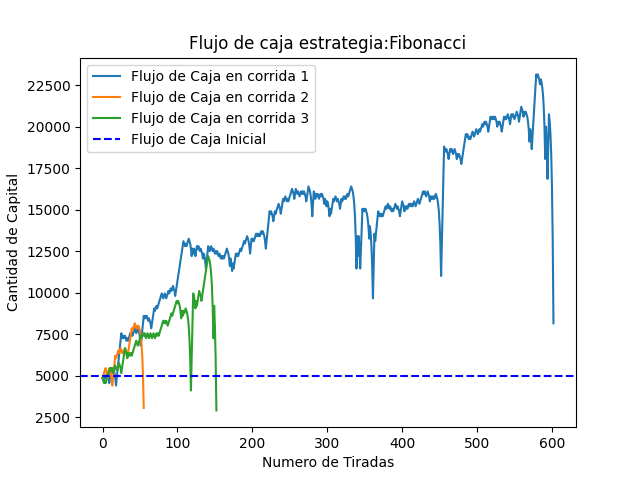 Flujo de caja estrategia:Fibonacci
Flujo de Caja en corrida 1
Flujo de Caja en corrida 2
Flujo de Caja en corrida 3
Flujo de Caja Inicial
Cantidad de Capital
22500
20000
17500
15000
12500
10000
7500
5000
2500
0 100 200 300 400 500 600
Numero de Tiradas